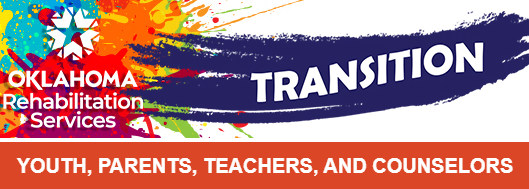 OKLAHOMA
Rehabilitation
Services
TRANSITION
YOUTH, PARENTS, TEACHERS, AND COUNSELORS